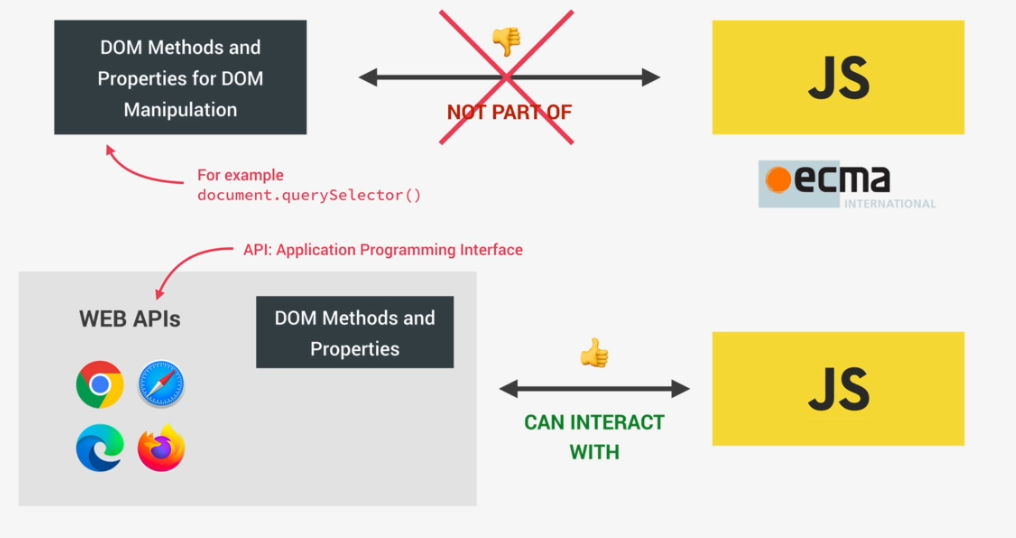 DOM Methods and
Properties for DOM
Manipulation
NOT PART OF
JS
For example
document.querySelector()
ecma
INTERNATIONAL
API: Application Programming Interface
WEB APIs
DOM Methods and
Properties
CAN INTERACT
WITH
JS